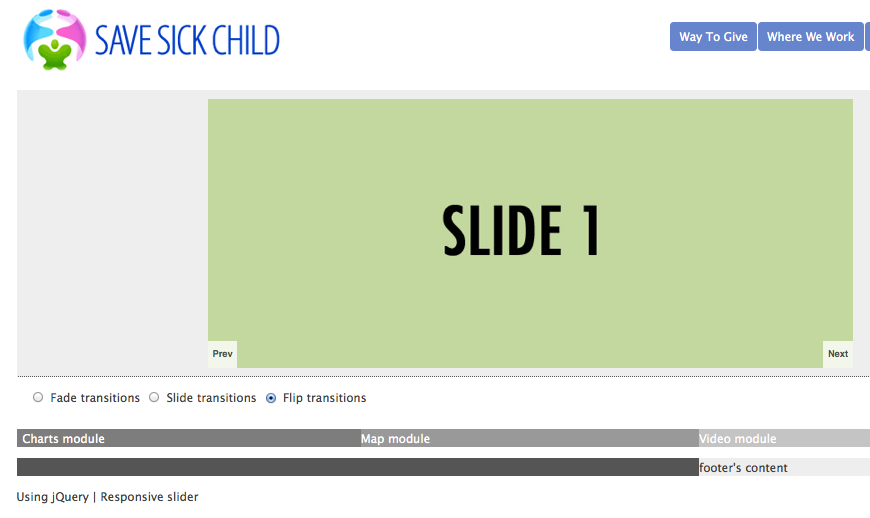 SAVE SICK CHILD
Way To Give Where We Work
SLIDE 1
Prev Next
Fade transitions Slide transitions Flip transitions
Charts module Map module Video module
footer's content
Using jQuery | Responsive slider